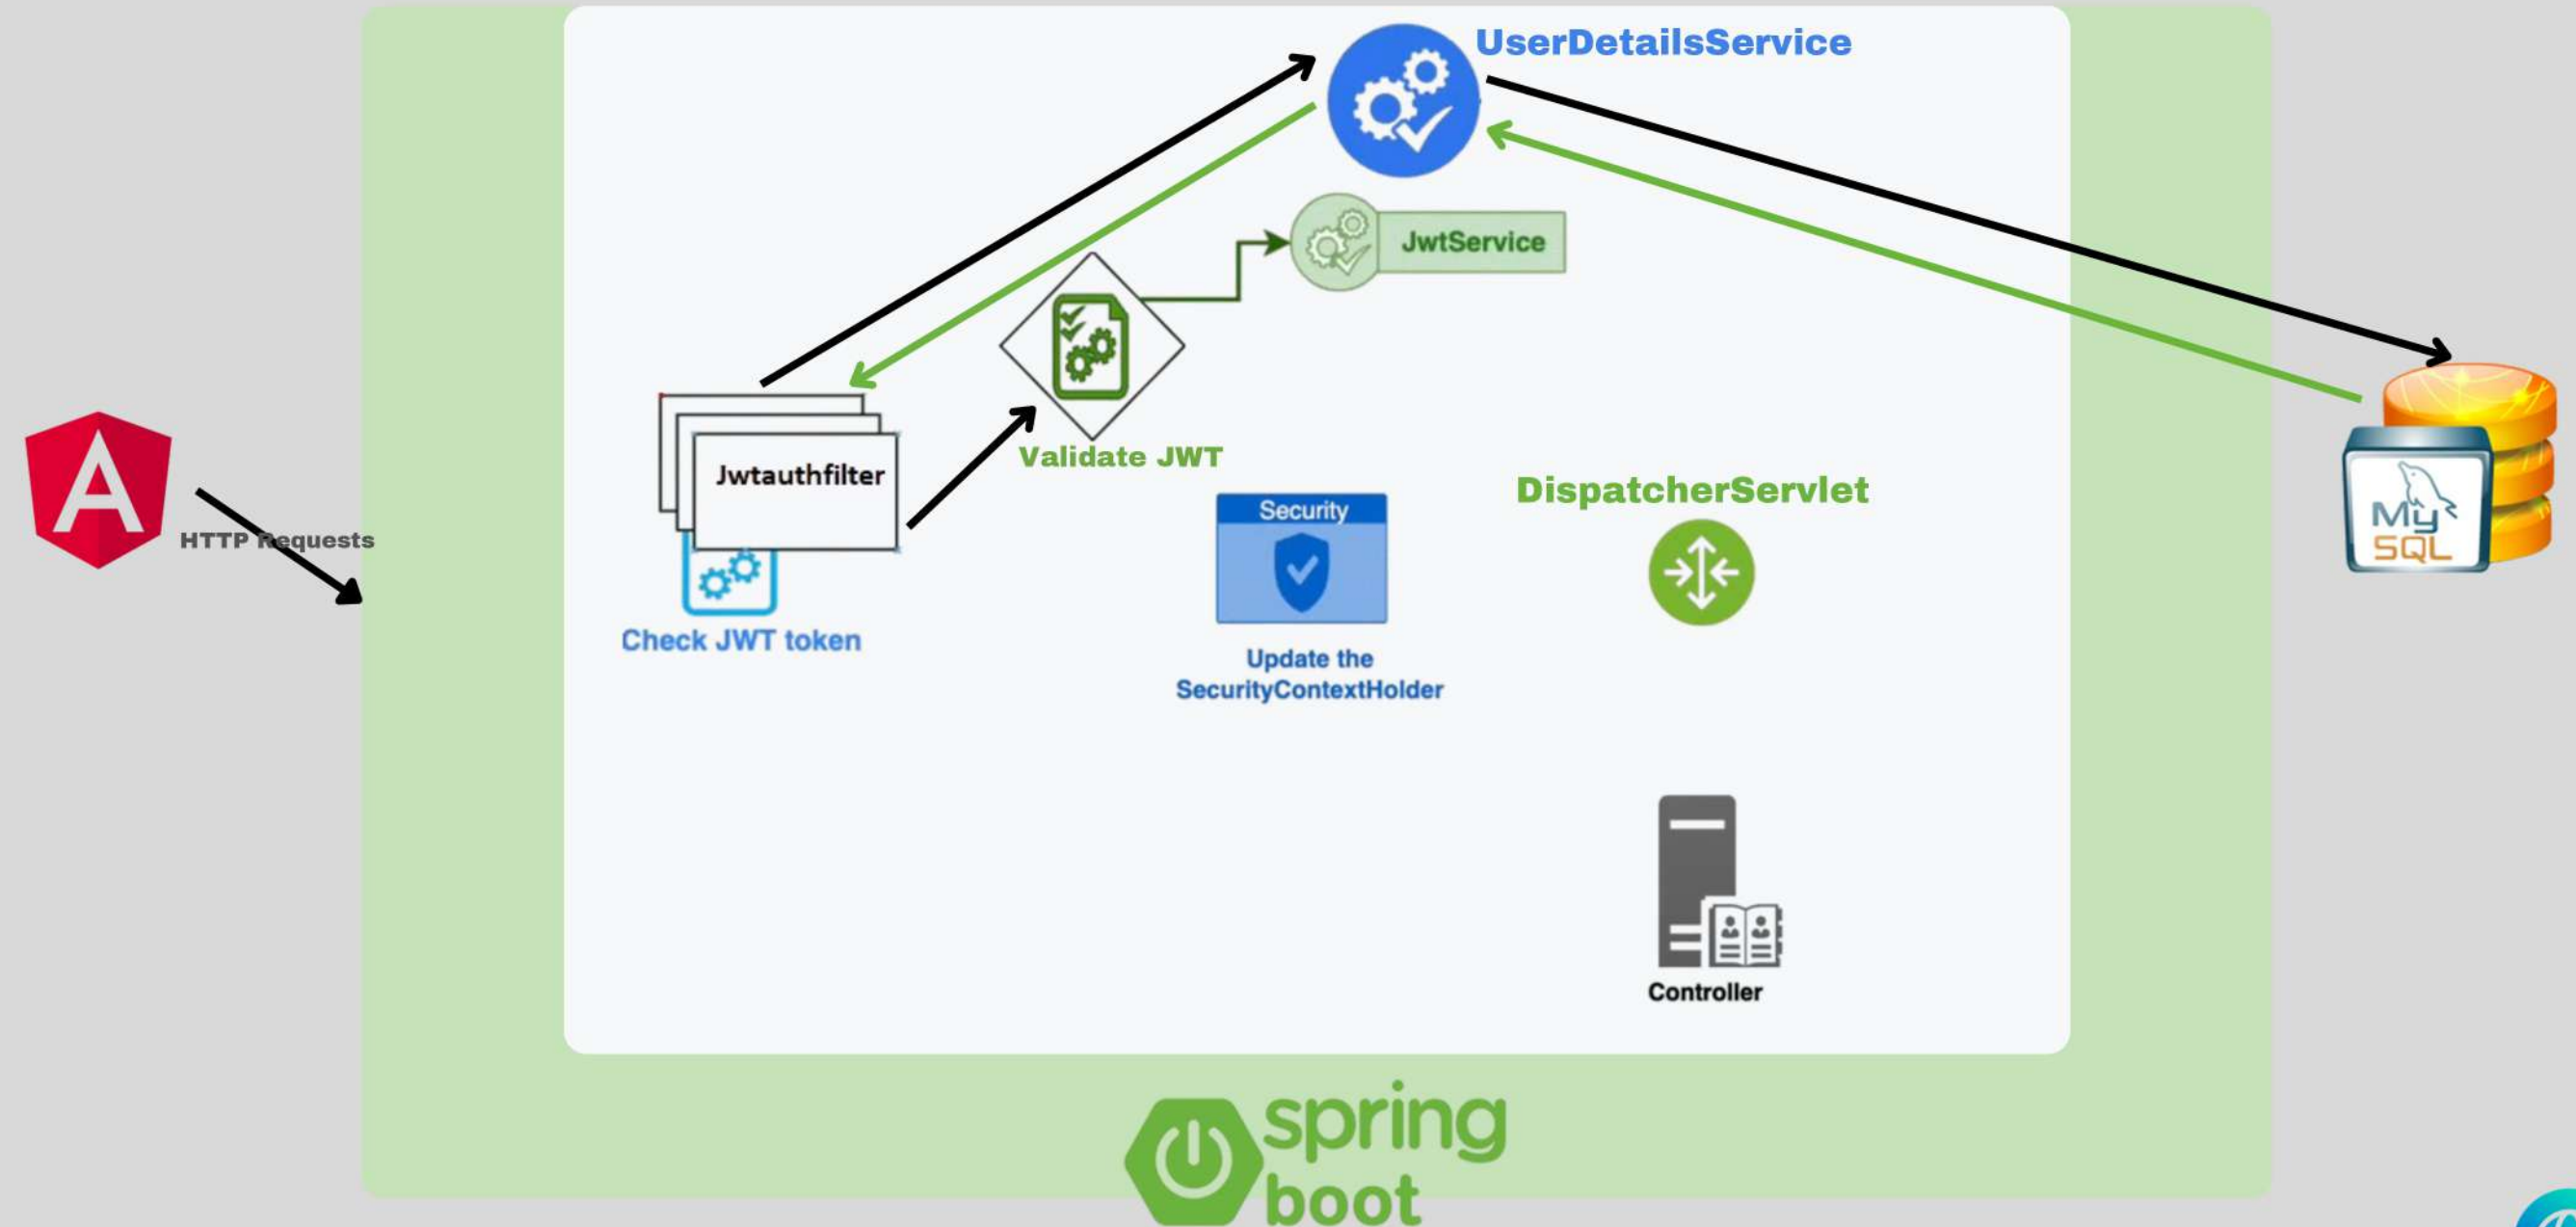 UserDetailsService
JwtService
Jwtauthfilter
Validate JWT
HTTP Requests
Check JWT token
Security
Update the
SecurityContextHolder
DispatcherServlet
My
SQL
Controller
spring
boot